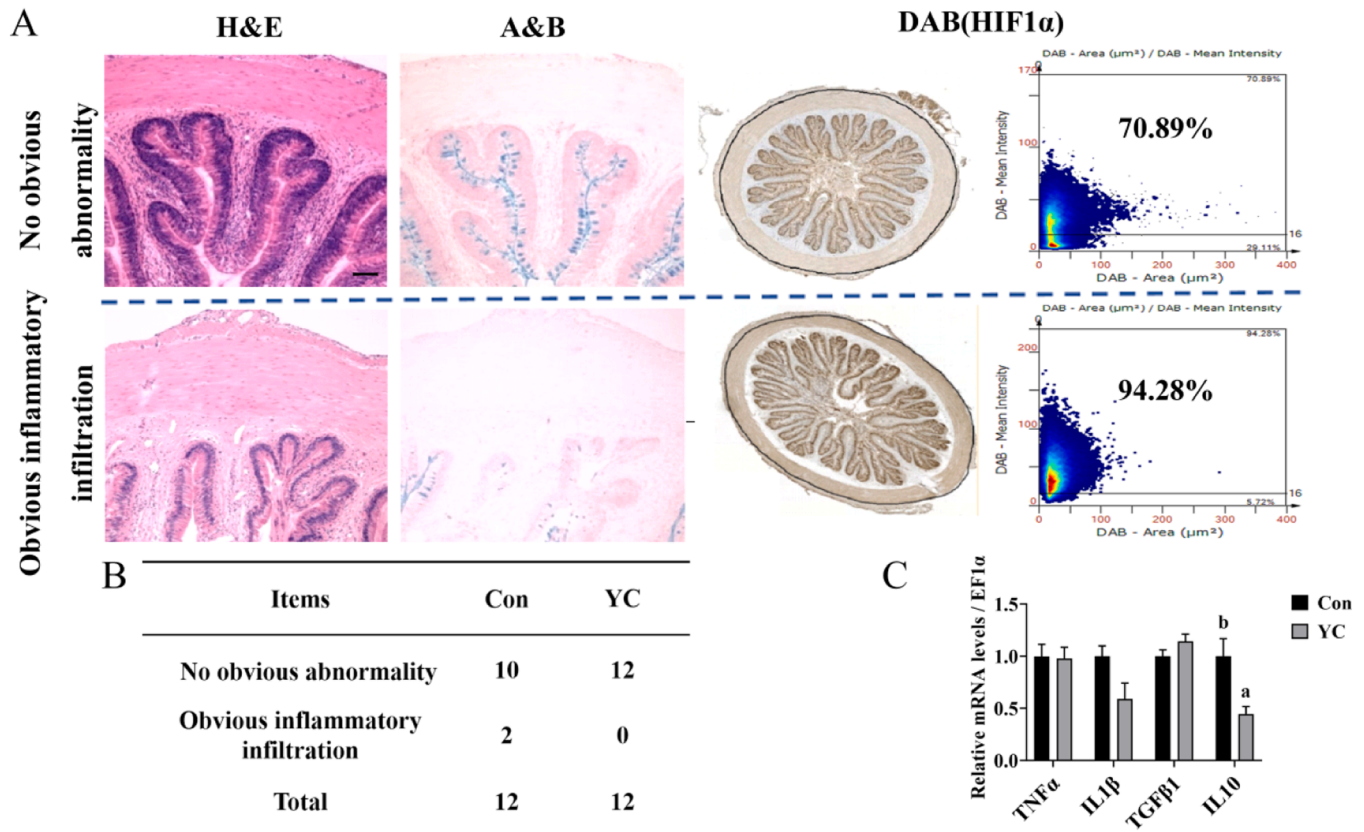 A
H&E
A&B
DAB(HIF1α)
No obvious
abnormality
DAB - Area (µm²) / DAB - Mean Intensity
170
100
0
0
70.89%
70.89%
16
29.11%
DAB - Mean Intensity
0
100
200
300
400
DAB - Area (µm²)
Obvious inflammatory
infiltration
DAB - Area (µm²) / DAB - Mean Intensity
0
200
100
0
94.28%
94.28%
16
5.72%
DAB - Mean Intensity
0
100
200
300
400
DAB - Area (µm²)
B
Items Con YC
No obvious abnormality 10 12
Obvious inflammatory
infiltration 2 0
Total 12 12
C
Relative mRNA levels / EF1α
1.5
1.0
0.5
0.0
b
a
Con
YC
TNFα
IL1β
TGFβ1
IL10